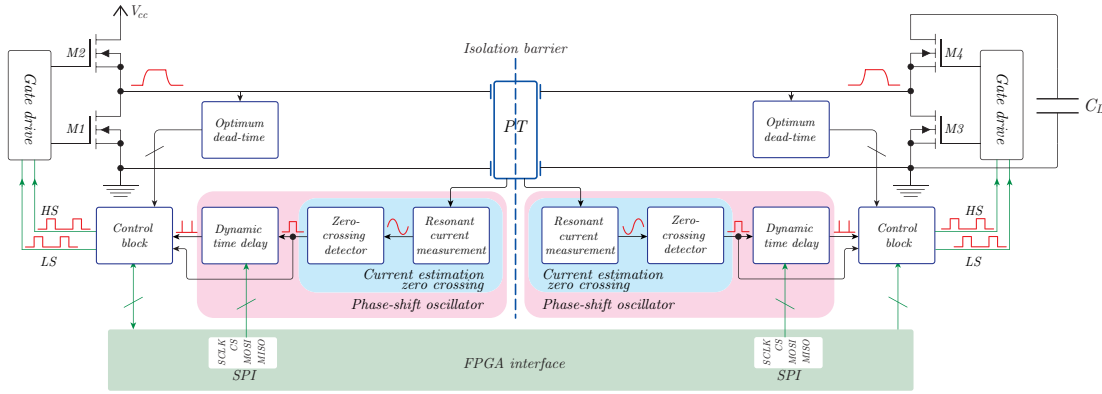 Vcc
M2
M4
Isolation barrier
Gate drive
Gate drive
CL
M1
M3
Optimum
dead-time
PT
Optimum
dead-time
HS
LS
Control
block
Dynamic
time delay
Zero-
crossing
detector
Resonant
current
measurement
Resonant
current
measurement
Zero-
crossing
detector
Dynamic
time delay
Control
block
HS
LS
Current estimation
zero crossing
Current estimation
zero crossing
Phase-shift oscillator
Phase-shift oscillator
SCLK
CS
MOSI
MISO
SCLK
CS
MOSI
MISO
FPGA interface
SPI
SPI